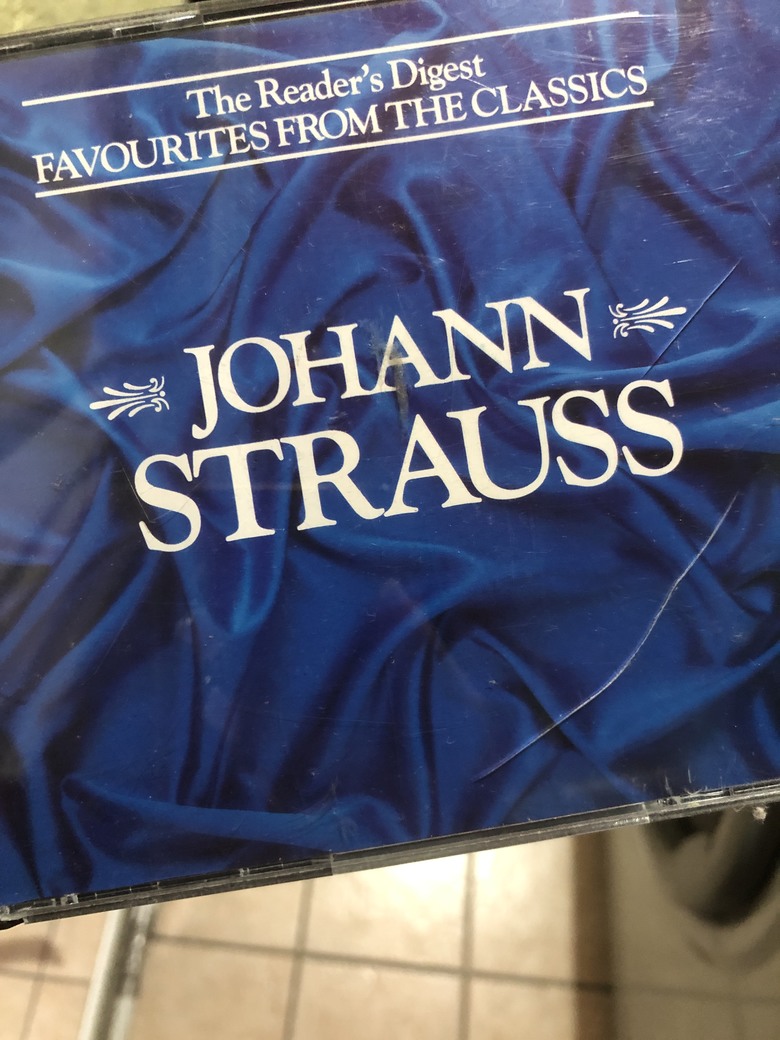 The Reader's Digest
FAVOURITES FROM THE CLASSICS
JOHANN
STRAUSS